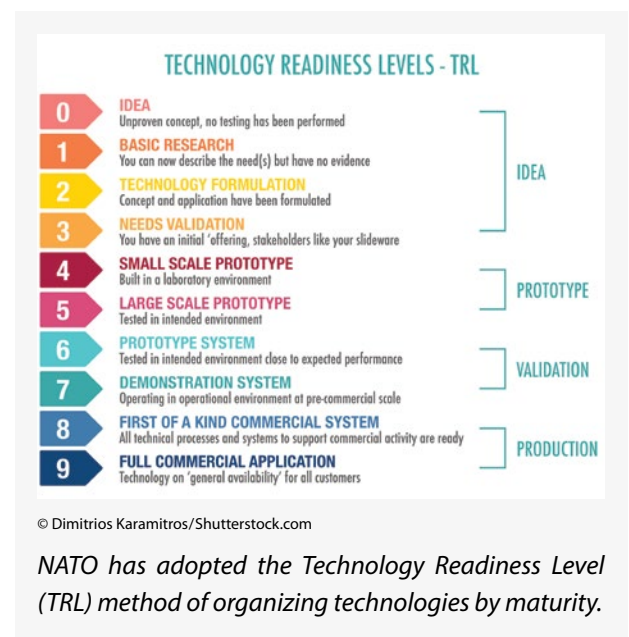 TECHNOLOGY READINESS LEVELS - TRL
0
IDEA
Unproven concept, no testing has been performed
1
BASIC RESEARCH
You can now describe the need(s) but have no evidence
2
TECHNOLOGY FORMULATION
Concept and application have been formulated
3
NEEDS VALIDATION
You have an initial 'offering, stakeholders like your slideware
IDEA
4
SMALL SCALE PROTOTYPE
Built in a laboratory environment
5
LARGE SCALE PROTOTYPE
Tested in intended environment
PROTOTYPE
6
PROTOTYPE SYSTEM
Tested in intended environment close to expected performance
7
DEMONSTRATION SYSTEM
Operating in operational environment at pre-commercial scale
VALIDATION
8
FIRST OF A KIND COMMERCIAL SYSTEM
All technical processes and systems to support commercial activity are ready
9
FULL COMMERCIAL APPLICATION
Technology on 'general availability' for all customers
PRODUCTION
© Dimitrios Karamitros/Shutterstock.com
NATO has adopted the Technology Readiness Level
(TRL) method of organizing technologies by maturity.